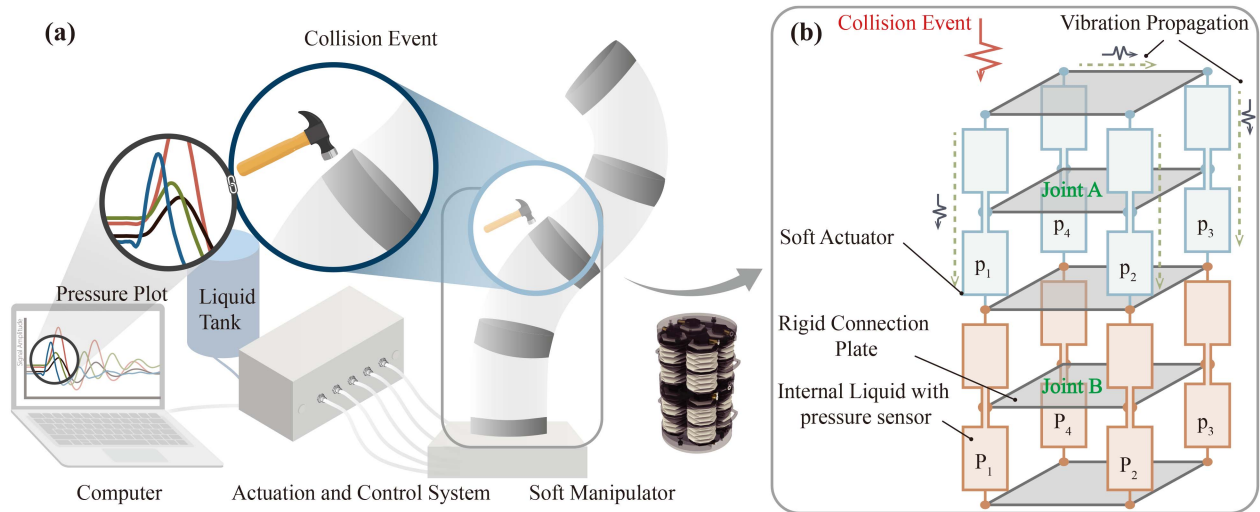 (a)
Collision Event
Pressure Plot
Liquid
Tank
Signal Amplitude
Computer
Actuation and Control System
Soft Manipulator
(b)
Collision Event
Vibration Propagation
Joint A
p4
p3
Soft Actuator
p1
p2
Rigid Connection
Plate
Joint B
Internal Liquid with
pressure sensor
P4
p3
P1
P2